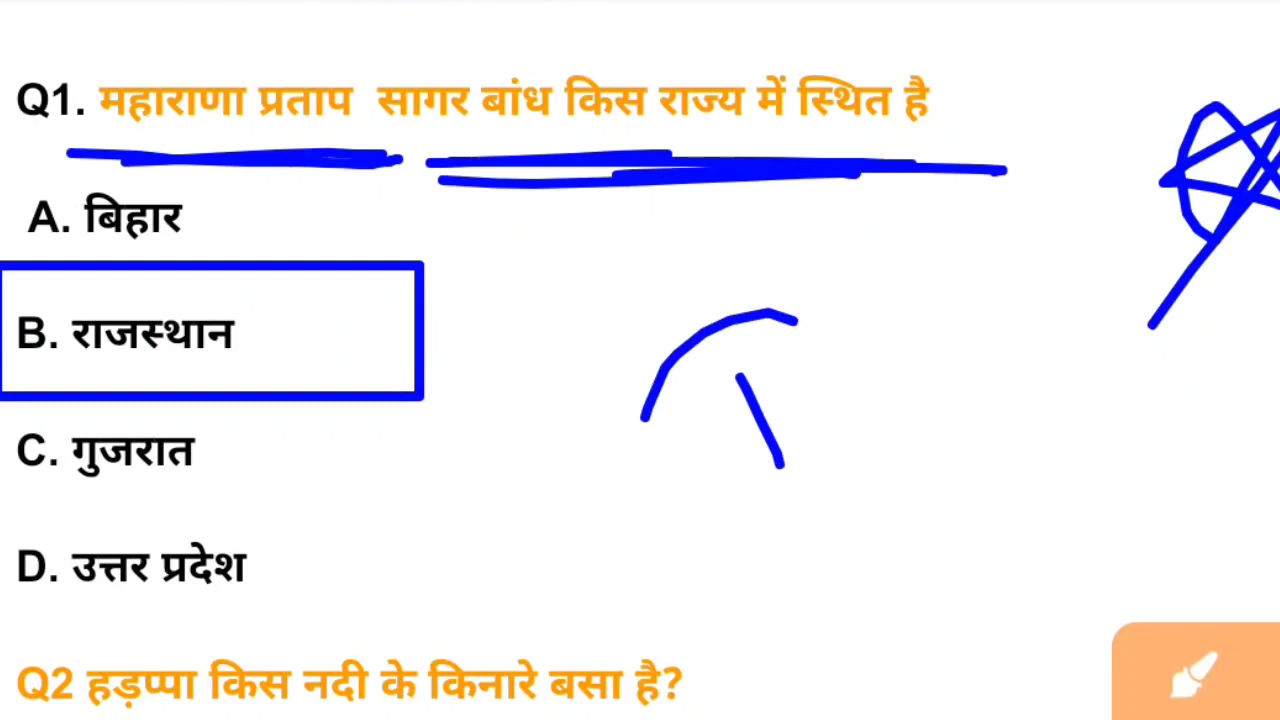 Q1. महाराणा प्रताप सागर बांध किस राज्य में स्थित है
A. बिहार
B. राजस्थान
C. गुजरात
D. उत्तर प्रदेश
Q2 हड़प्पा किस नदी के किनारे बसा है?